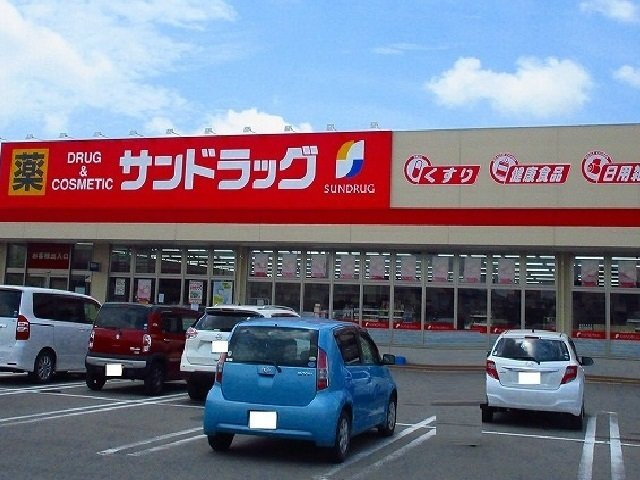 薬
DRUG
&
COSMETIC
サンドラッグ
SUNDRUG
くすり
健康食品
日用雑